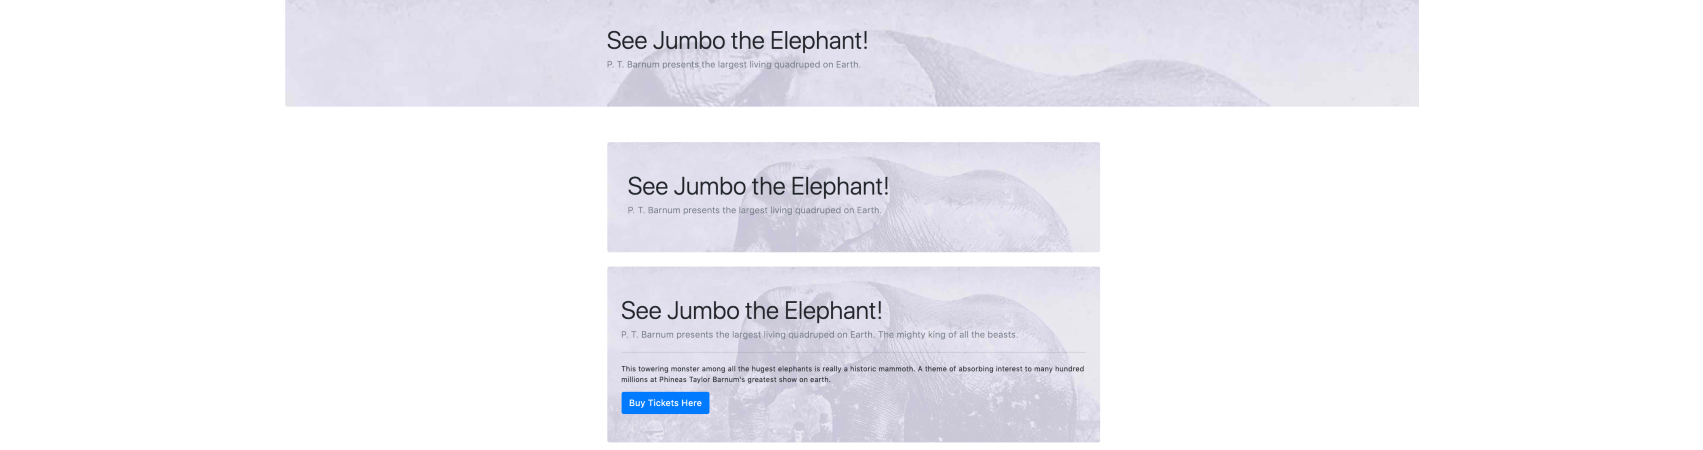 See Jumbo the Elephant!
P. T. Barnum presents the largest living quadruped on Earth.
See Jumbo the Elephant!
P. T. Barnum presents the largest living quadruped on Earth.
See Jumbo the Elephant!
P. T. Barnum presents the largest living quadruped on Earth. The mighty king of all the beasts.
This towering monster among all the hugest elephants is really a historic mammoth. A theme of absorbing interest to many hundred
millions at Phineas Taylor Barnum's greatest show on earth.
Buy Tickets Here